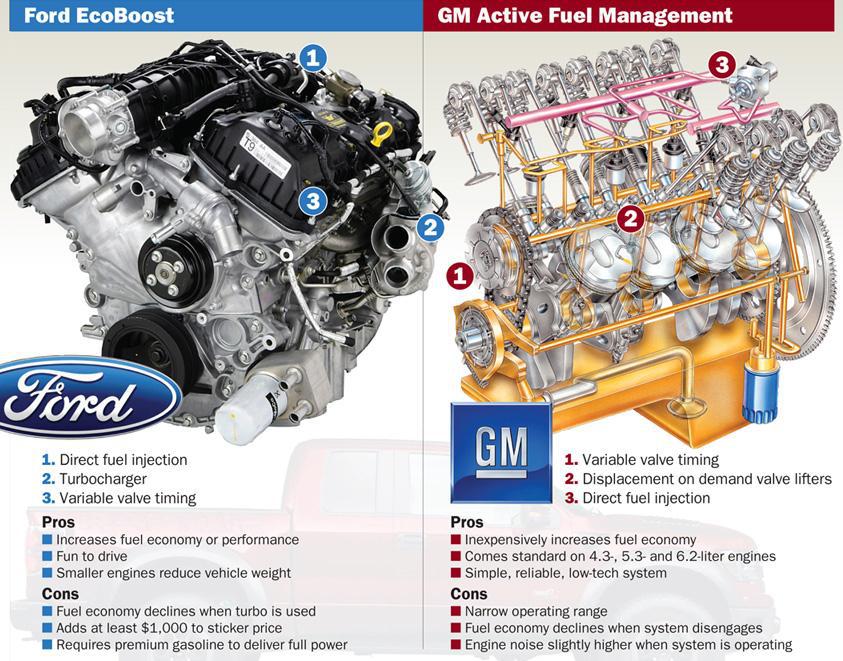 Ford EcoBoost
GM Active Fuel Management
1
3
2
3
2
1
T9
Ford
GM
1. Direct fuel injection
2. Turbocharger
3. Variable valve timing
Pros
Increases fuel economy or performance
Fun to drive
Smaller engines reduce vehicle weight
Cons
Fuel economy declines when turbo is used
Adds at least $1,000 to sticker price
Requires premium gasoline to deliver full power
1. Variable valve timing
2. Displacement on demand valve lifters
3. Direct fuel injection
Pros
Inexpensively increases fuel economy
Comes standard on 4.3-, 5.3- and 6.2-liter engines
Simple, reliable, low-tech system
Cons
Narrow operating range
Fuel economy declines when system disengages
Engine noise slightly higher when system is operating